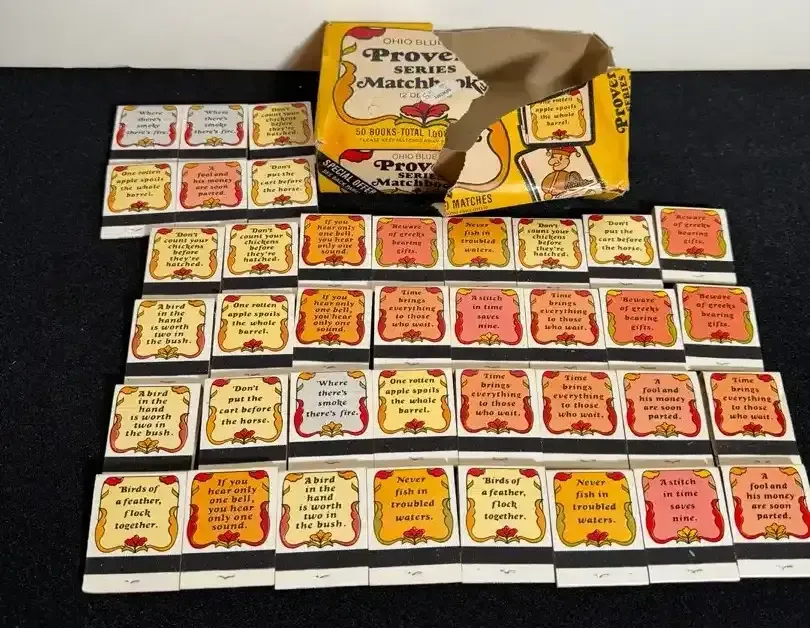 OHIO BLUE
Prove
SERIES
Matchbook
12 DE
50 BOOKS-TOTAL 1,00
PLEASE KEEP MATCHES AWAY
OHIO BLUE
Prove
SERIES
Matchboo
SPECIAL OFFER
MATCHES
rotten
apple spoils
the whole
barrel.
Prover
SERIES
Where
there's
smoke
there's fire.
Where
there's
smoke
there's fire.
Don't
count your
chickens
before
they're
hatched.
One rotten
apple spoils
the whole
barrel.
A
fool and
his money
are soon
parted.
Don't
put the
cart before
the horse.
Don't
count your
chickens
before
they're
hatched.
Don't
count your
chickens
before
they're
hatched.
If you
hear only
one bell,
you hear
only one
sound.
Beware
of greeks
bearing
gifts.
Never
fish in
troubled
waters.
Don't
count your
chickens
before
they're
hatched.
Don't
put the
cart before
the horse.
Beware
of greeks
bearing
gifts.
A bird
in the
hand
is worth
two in
the bush.
One rotten
apple spoils
the whole
barrel.
If you
hear only
one bell,
you hear
only one
sound.
Time
brings
everything
to those
who wait.
A stitch
in time
saves
nine.
Time
brings
everything
to those
who wait.
Beware
of greeks
bearing
gifts.
Beware
of greeks
bearing
gifts.
A bird
in the
hand
is worth
two in
the bush.
Don't
put the
cart before
the horse.
Where
there's
smoke
there's fire.
One rotten
apple spoils
the whole
barrel.
Time
brings
everything
to those
who wait.
Time
brings
everything
to those
who wait.
A
fool and
his money
are soon
parted.
Time
brings
everything
to those
who wait.
Birds of
a feather,
flock
together.
If you
hear only
one bell,
you hear
only one
sound.
A bird
in the
hand
is worth
two in
the bush.
Never
fish in
troubled
waters.
Birds of
a feather,
flock
together.
Never
fish in
troubled
waters.
A stitch
in time
saves
nine.
A
fool and
his money
are soon
parted.